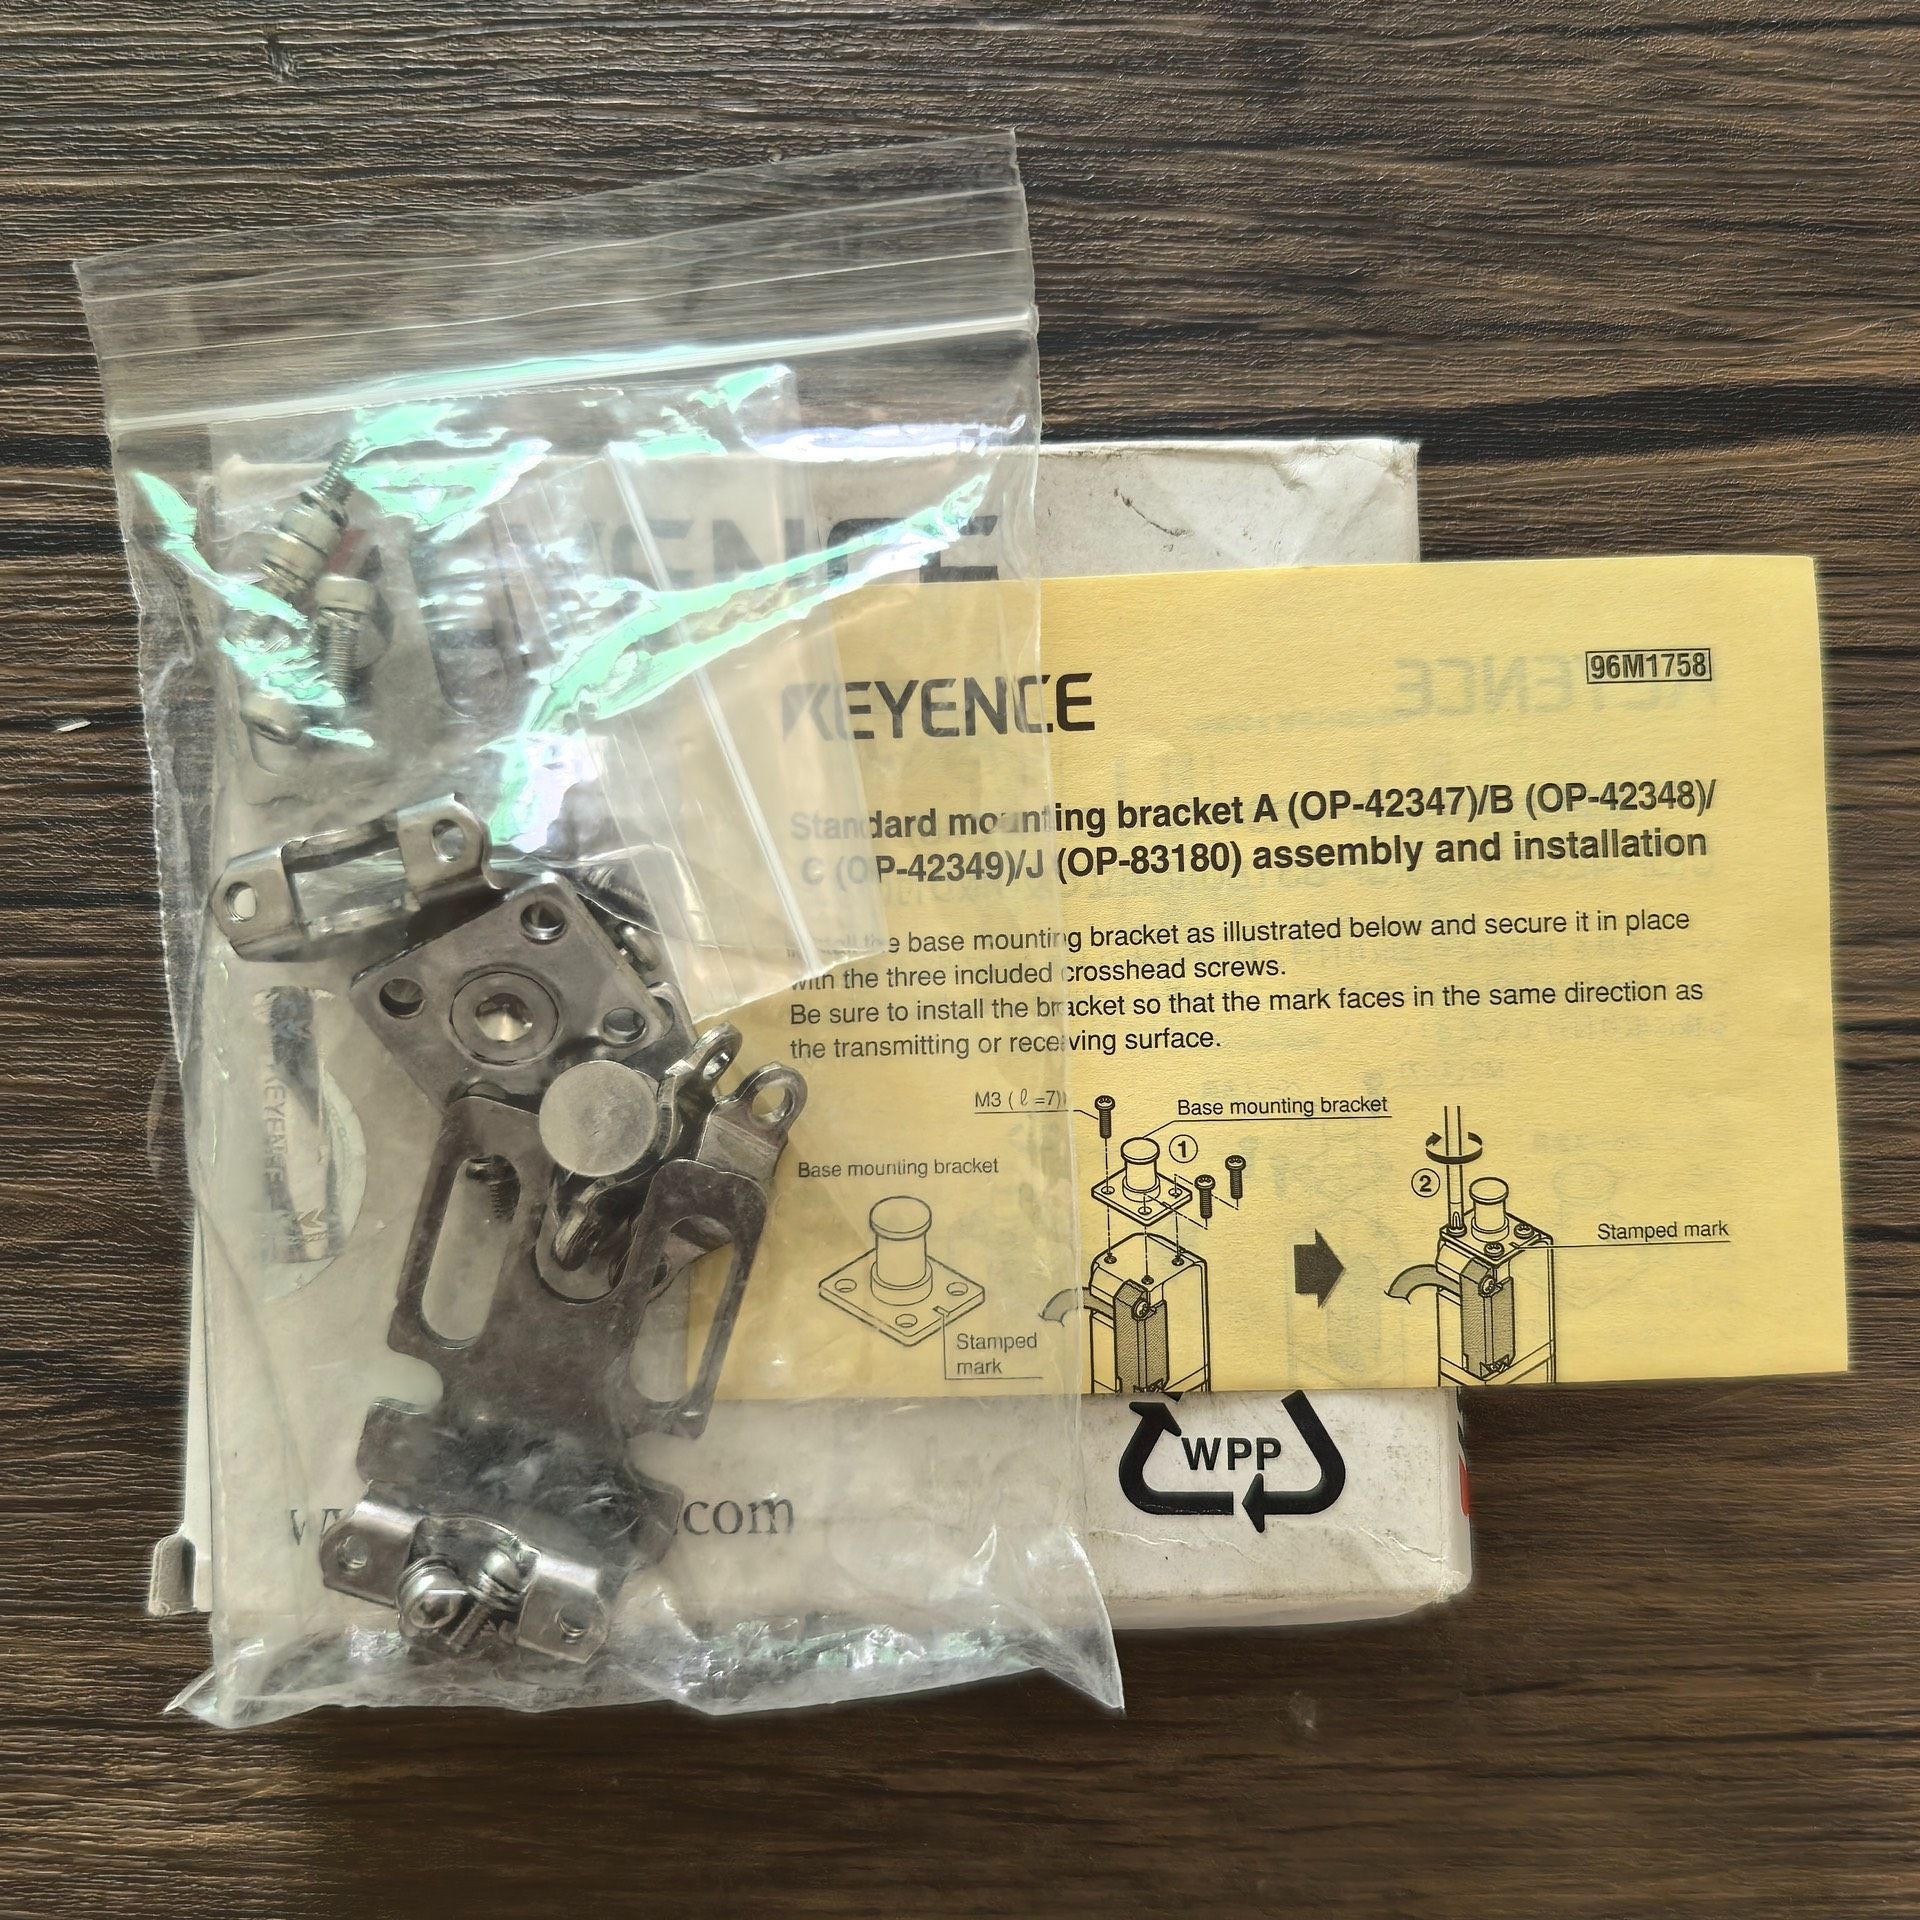 KEYENCE
96M1758
Standard mounting bracket A (OP-42347)/B (OP-42348)/
C (OP-42349)/J (OP-83180) assembly and installation
Install the base mounting bracket as illustrated below and secure it in place
with the three included crosshead screws.
Be sure to install the bracket so that the mark faces in the same direction as
the transmitting or receiving surface.
M3 ( ℓ =7)
Base mounting bracket
①
②
Base mounting bracket
Stamped mark
Stamped
mark
WPP
.com